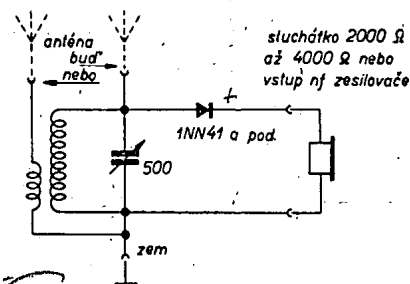 anténa
buď
nebo
sluchátko 2000 Ω
až 4000 Ω nebo
vstup nf zesilovače
+
1NN41 a pod.
500
zem